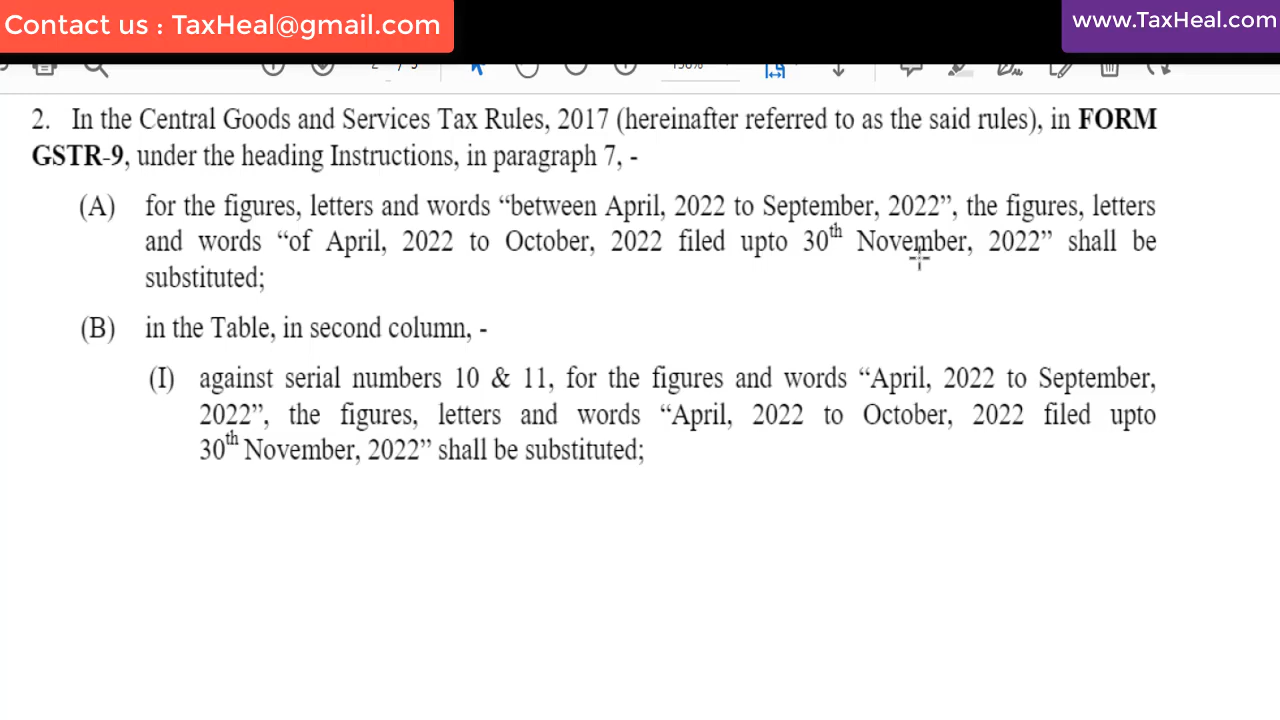 Contact us : TaxHeal@gmail.com
www.TaxHeal.com
2. In the Central Goods and Services Tax Rules, 2017 (hereinafter referred to as the said rules), in FORM
GSTR-9, under the heading Instructions, in paragraph 7, -
(A) for the figures, letters and words “between April, 2022 to September, 2022”, the figures, letters
and words “of April, 2022 to October, 2022 filed upto 30th November, 2022” shall be
substituted;
(B) in the Table, in second column, -
(I) against serial numbers 10 & 11, for the figures and words “April, 2022 to September,
2022”, the figures, letters and words “April, 2022 to October, 2022 filed upto
30th November, 2022” shall be substituted;